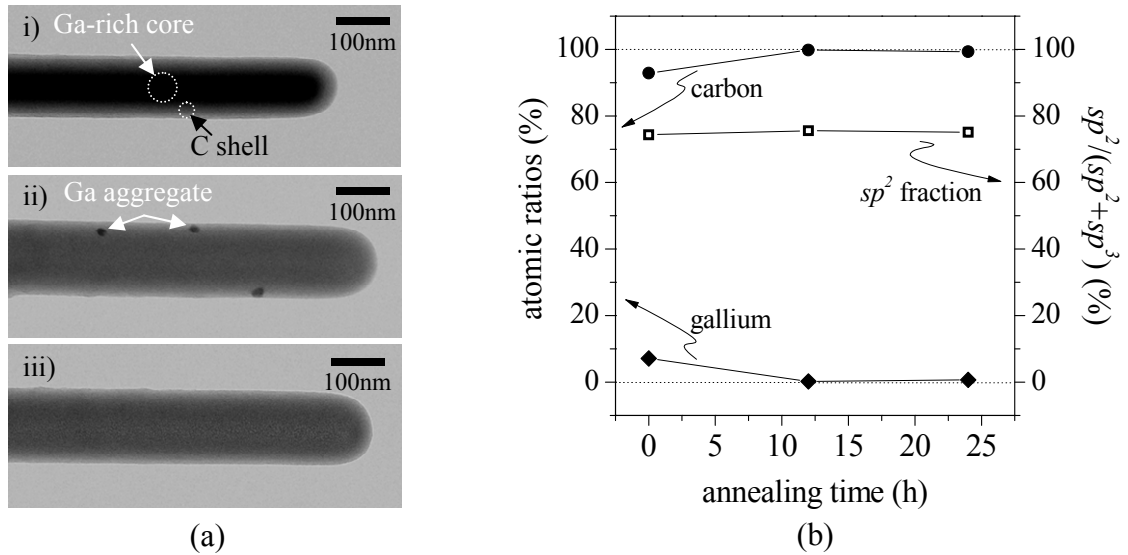 i)
Ga-rich core
100nm
C shell
ii)
Ga aggregate
100nm
iii)
100nm
(a)
100
80
60
40
20
0
atomic ratios (%)
carbon
sp² fraction
gallium
100
80
60
40
20
0
sp²/(sp²+sp³) (%)
0 5 10 15 20 25
annealing time (h)
(b)